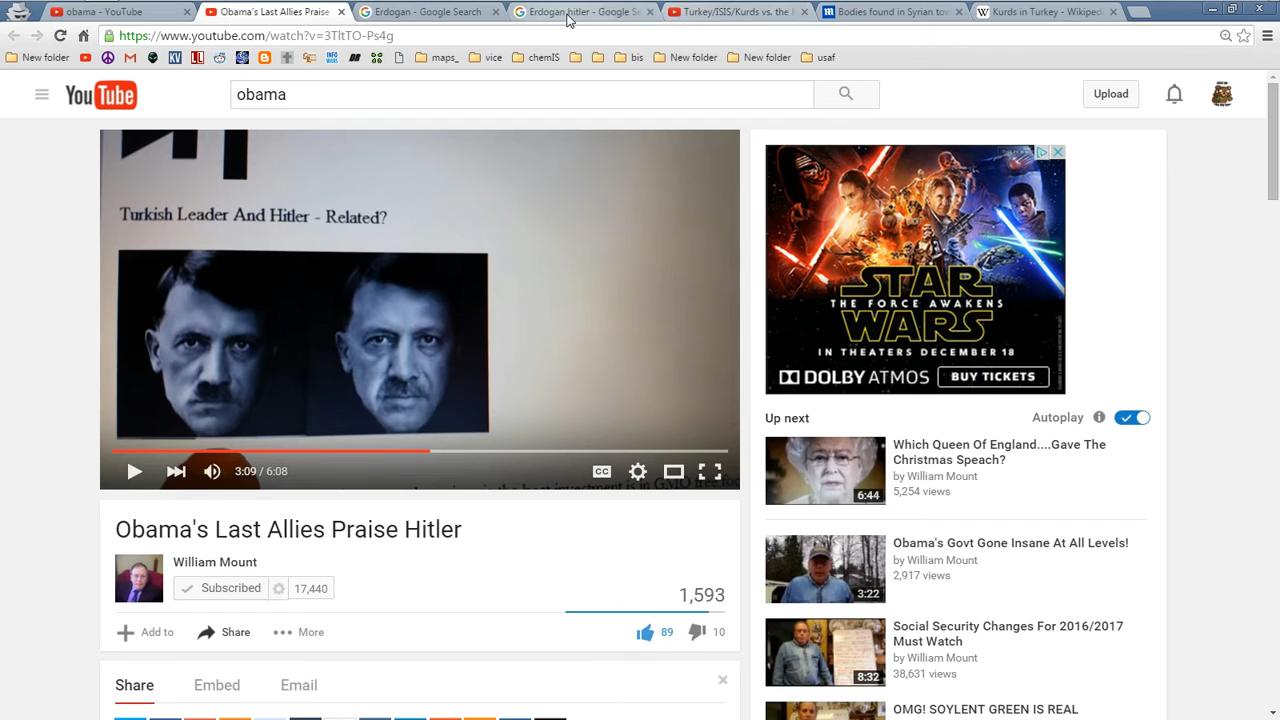 obama - YouTube
Obama's Last Allies Praise
Erdogan - Google Search
Erdogan hitler - Google Se
Turkey/ISIS/Kurds vs. the
Bodies found in Syrian tow
Kurds in Turkey - Wikiped
https://www.youtube.com/watch?v=3TltTO-Ps4g
New folder
KV
LL
INFO WARS
maps_
vice
chemIS
bis
New folder
New folder
usaf
YouTube
obama
Upload
Turkish Leader And Hitler - Related?
3:09 / 6:08
CC
STAR
THE FORCE AWAKENS
WARS
IN THEATERS DECEMBER 18
DOLBY ATMOS
BUY TICKETS
Up next
Autoplay
Which Queen Of England....Gave The
Christmas Speach?
by William Mount
5,254 views
6:44
Obama's Last Allies Praise Hitler
William Mount
Subscribed
17,440
1,593
Add to
Share
More
89
10
Obama's Govt Gone Insane At All Levels!
by William Mount
2,917 views
3:22
Social Security Changes For 2016/2017
Must Watch
by William Mount
38,631 views
8:32
Share
Embed
Email
OMG! SOYLENT GREEN IS REAL